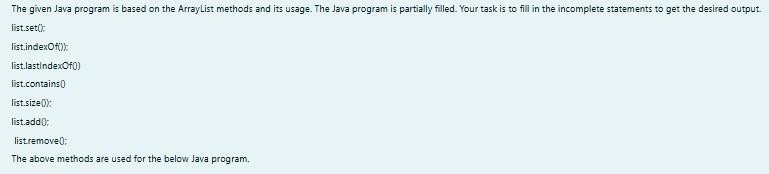 The given Java program is based on the ArrayList methods and its usage. The Java program is partially filled. Your task is to fill in the incomplete statements to get the desired output.
list.set();
list.indexOf());
list.lastIndexOf())
list.contains()
list.size());
list.add();
list.remove();
The above methods are used for the below Java program.